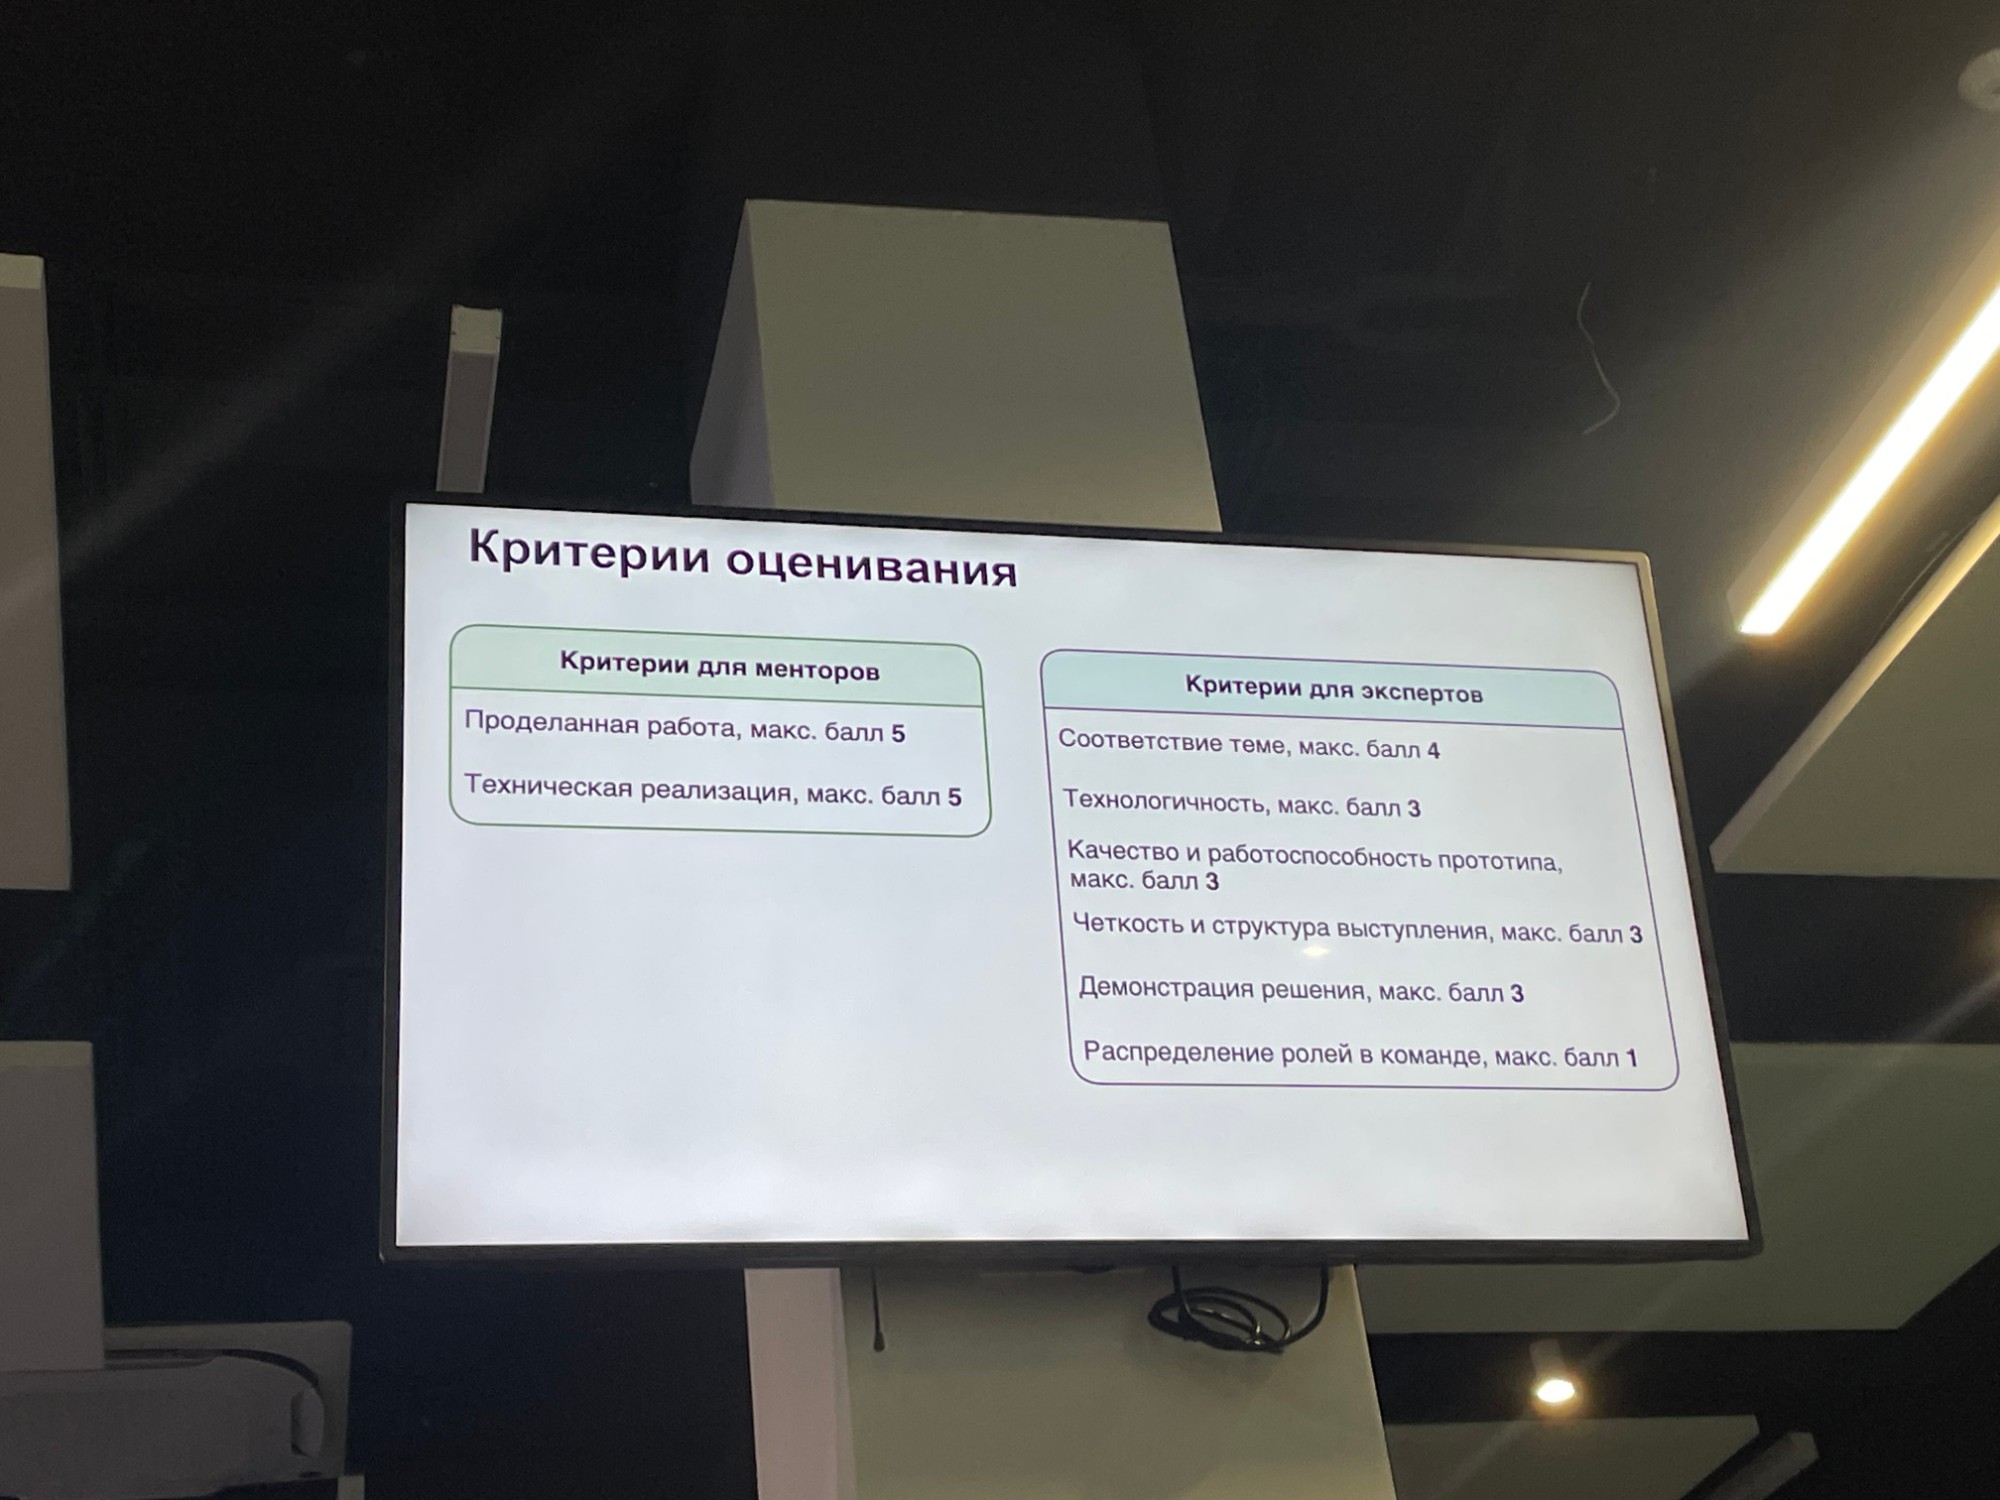 Критерии оценивания
Критерии для менторов
Проделанная работа, макс. балл 5
Техническая реализация, макс. балл 5
Критерии для экспертов
Соответствие теме, макс. балл 4
Технологичность, макс. балл 3
Качество и работоспособность прототипа,
макс. балл 3
Четкость и структура выступления, макс. балл 3
Демонстрация решения, макс. балл 3
Распределение ролей в команде, макс. балл 1